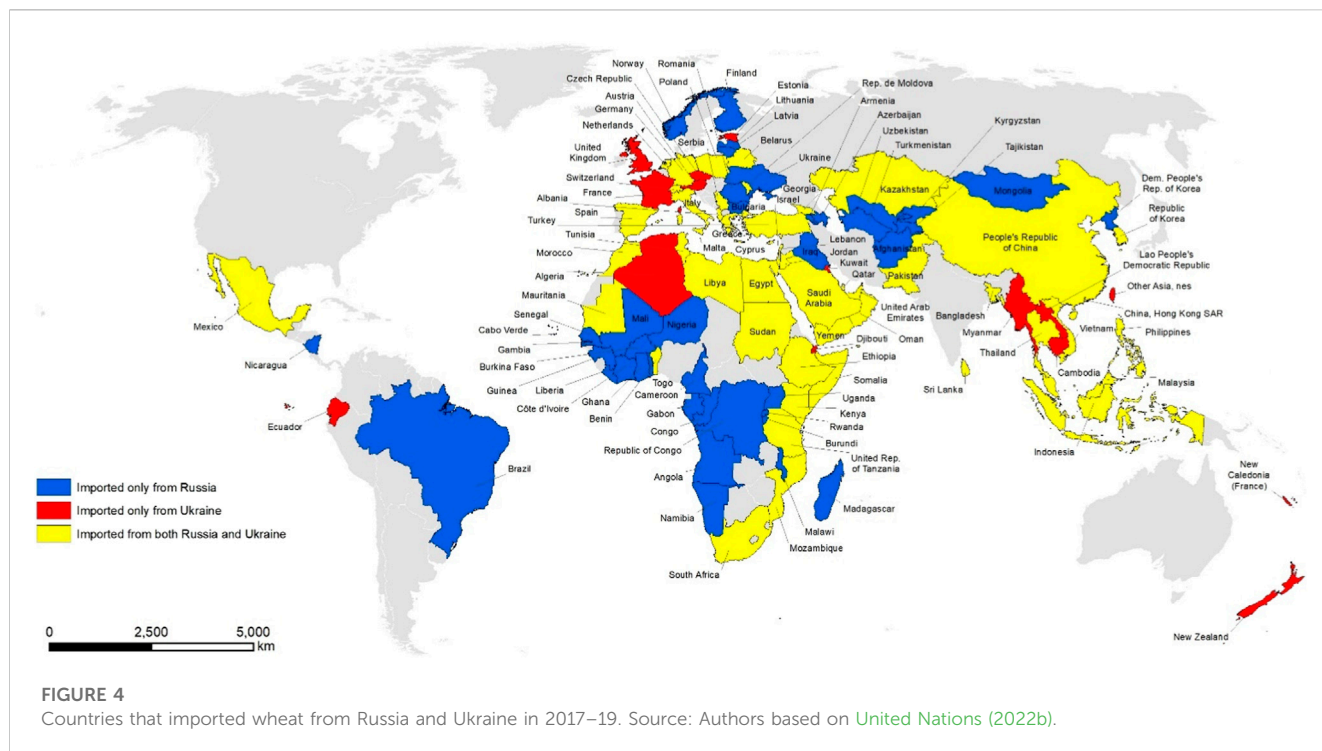 Norway
Romania
Czech Republic
Poland
Finland
Austria
Germany
Netherlands
Estonia
Lithuania
Latvia
Rep. de Moldova
Armenia
Azerbaijan
Uzbekistan
Turkmenistan
Kyrgyzstan
Tajikistan
Serbia
Belarus
United
Kingdom
Ukraine
Switzerland
France
Georgia
Israel
Kazakhstan
Mongolia
Dem. People's
Rep. of Korea
Republic
of Korea
Albania
Italy
Bulgaria
Spain
Turkey
Greece
Tunisia
Malta
Cyprus
Lebanon
Iraq
Jordan
Afghanistan
Kuwait
Qatar
People's Republic
of China
Lao People's
Democratic Republic
Morocco
Algeria
Libya
Egypt
Saudi
Arabia
Pakistan
Other Asia, nes
Mauritania
United Arab
Emirates
Bangladesh
China, Hong Kong SAR
Mexico
Senegal
Mali
Nigeria
Sudan
Yemen
Oman
Myanmar
Vietnam
Philippines
Cabo Verde
Djibouti
Thailand
Nicaragua
Gambia
Ethiopia
Cambodia
Burkina Faso
Somalia
Sri Lanka
Malaysia
Guinea
Liberia
Togo
Cameroon
Uganda
Côte d'Ivoire
Ghana
Kenya
Benin
Gabon
Rwanda
Ecuador
Congo
Burundi
Republic of Congo
United Rep.
of Tanzania
Indonesia
Brazil
Angola
New
Caledonia
(France)
Namibia
Madagascar
Malawi
Mozambique
South Africa
New Zealand
Imported only from Russia
Imported only from Ukraine
Imported from both Russia and Ukraine
0 2,500 5,000
km
FIGURE 4
Countries that imported wheat from Russia and Ukraine in 2017–19. Source: Authors based on United Nations (2022b).